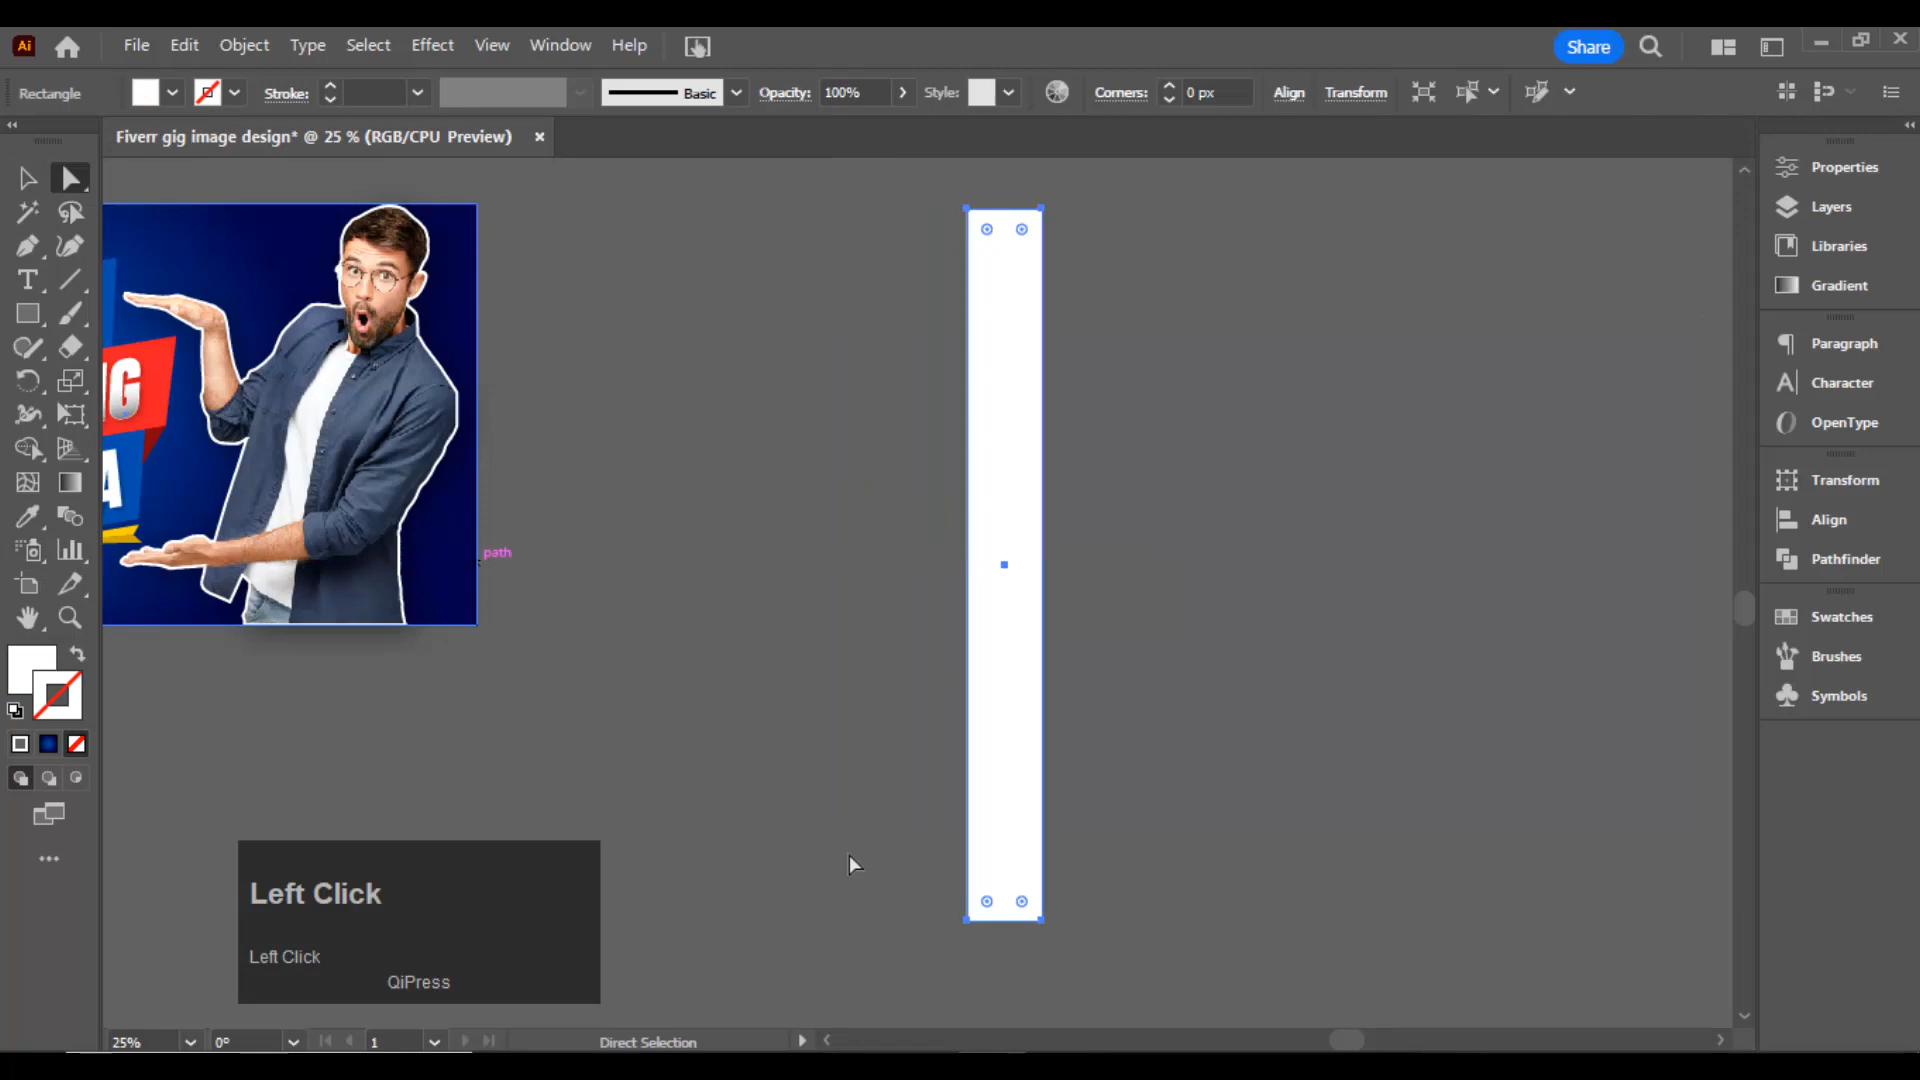 Ai File Edit Object Type Select Effect View Window Help Share
Rectangle Stroke: Basic Opacity: 100% Style: Corners: 0 px Align Transform
Fiverr gig image design* @ 25 % (RGB/CPU Preview) ×
Properties
Layers
Libraries
Gradient
Paragraph
Character
OpenType
Transform
Align
Pathfinder
Swatches
Brushes
Symbols
G
A
path
Left Click
Left Click
QiPress
25% 0° 1 Direct Selection